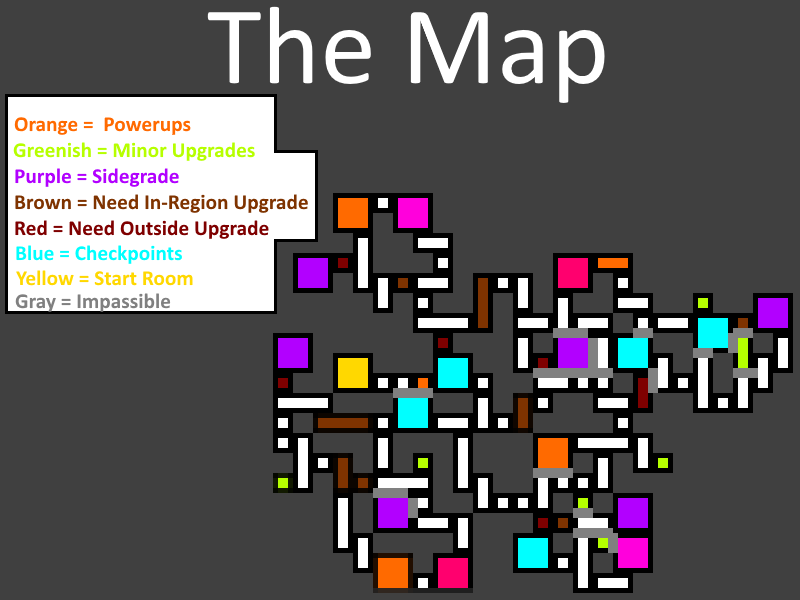 The Map
Orange = Powerups
Greenish = Minor Upgrades
Purple = Sidegrade
Brown = Need In-Region Upgrade
Red = Need Outside Upgrade
Blue = Checkpoints
Yellow = Start Room
Gray = Impassible